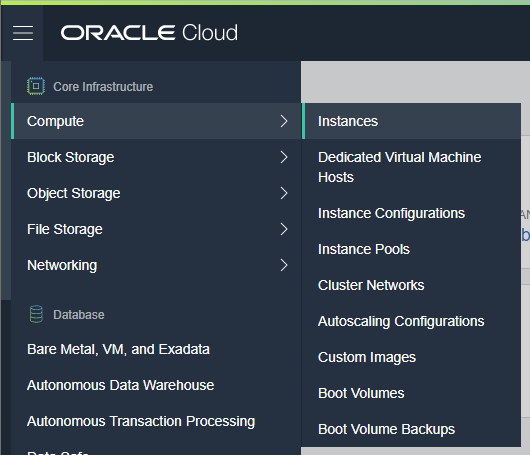 ORACLE Cloud
Core Infrastructure
Compute
Block Storage
Object Storage
File Storage
Networking
Database
Bare Metal, VM, and Exadata
Autonomous Data Warehouse
Autonomous Transaction Processing
Instances
Dedicated Virtual Machine
Hosts
Instance Configurations
Instance Pools
Cluster Networks
Autoscaling Configurations
Custom Images
Boot Volumes
Boot Volume Backups